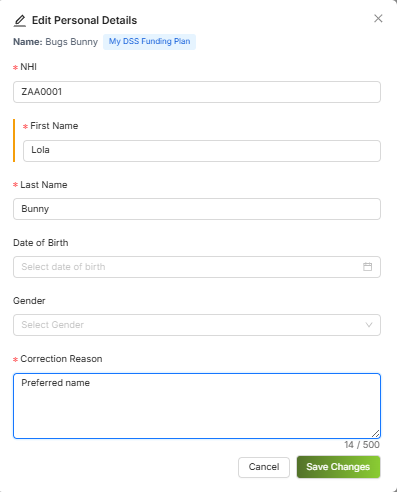 Edit Personal Details
Name: Bugs Bunny My DSS Funding Plan
* NHI
ZAA0001
* First Name
Lola
* Last Name
Bunny
Date of Birth
Select date of birth
Gender
Select Gender
* Correction Reason
Preferred name
14 / 500
Cancel Save Changes